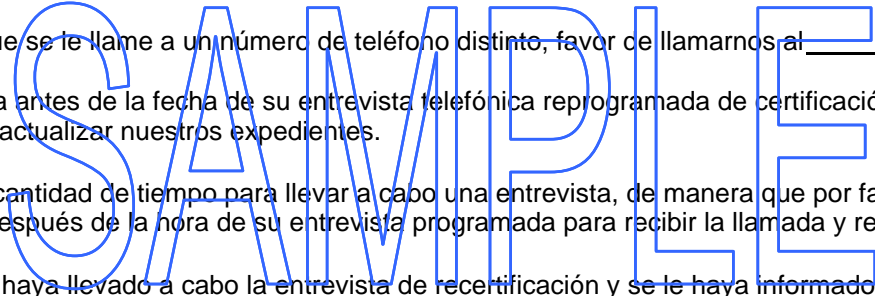 ue se le llame a un número de teléfono distinto, favor de llamarnos al
a antes de la fecha de su entrevista telefónica reprogramada de certificació
actualizar nuestros expedientes.
cantidad de tiempo para llevar a cabo una entrevista, de manera que por fa
espués de la hora de su entrevista programada para recibir la llamada y re
haya llevado a cabo la entrevista de recertificación y se le haya informado
SAMPLE